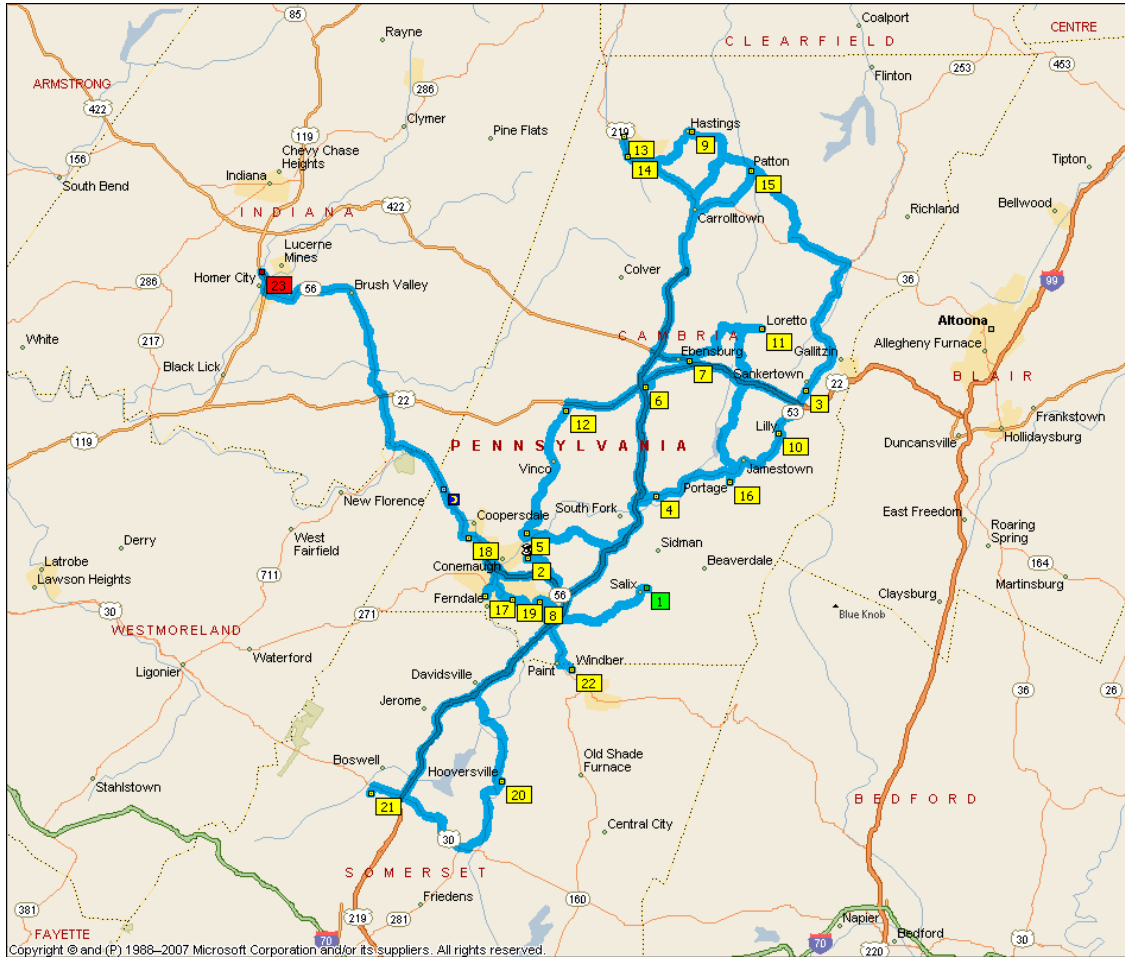 85
Rayne
Coalport
CENTRE
CLEARFIELD
Flinton
253
453
ARMSTRONG
422
286
119
Clymer
Pine Flats
219
Hastings
13
9
14
156
Chevy Chase
Heights
Patton
15
Tipton
South Bend
Indiana
422
Carrolltown
Richland
Bellwood
INDIANA
Lucerne
Mines
Homer City
23
286
56
Brush Valley
Colver
36
99
217
White
CAMBRIA
Loretto
11
Altoona
Gallitzin
Allegheny Furnace
Ebensburg
7
Sankertown
22
BLAIR
Black Lick
22
6
3
53
119
12
Lilly
10
Frankstown
Duncansville
Hollidaysburg
PENNSYLVANIA
Vinco
Jamestown
16
New Florence
Portage
4
Coopersdale
South Fork
East Freedom
Roaring
Spring
Derry
West
Fairfield
18
5
Sidman
Latrobe
Conemaugh
2
Beaverdale
164
Lawson Heights
711
Martinsburg
56
Salix
1
Claysburg
Ferndale
17
19
8
Blue Knob
30
271
WESTMORELAND
Waterford
Ligonier
Windber
Paint
22
Davidsville
36
26
Jerome
Boswell
Old Shade
Furnace
Hooversville
Stahlstown
20
21
BEDFORD
Central City
30
SOMERSET
Friedens
160
381
219
281
Napier
FAYETTE
70
70
Bedford
30
220
Copyright © and (P) 1988–2007 Microsoft Corporation and/or its suppliers. All rights reserved.